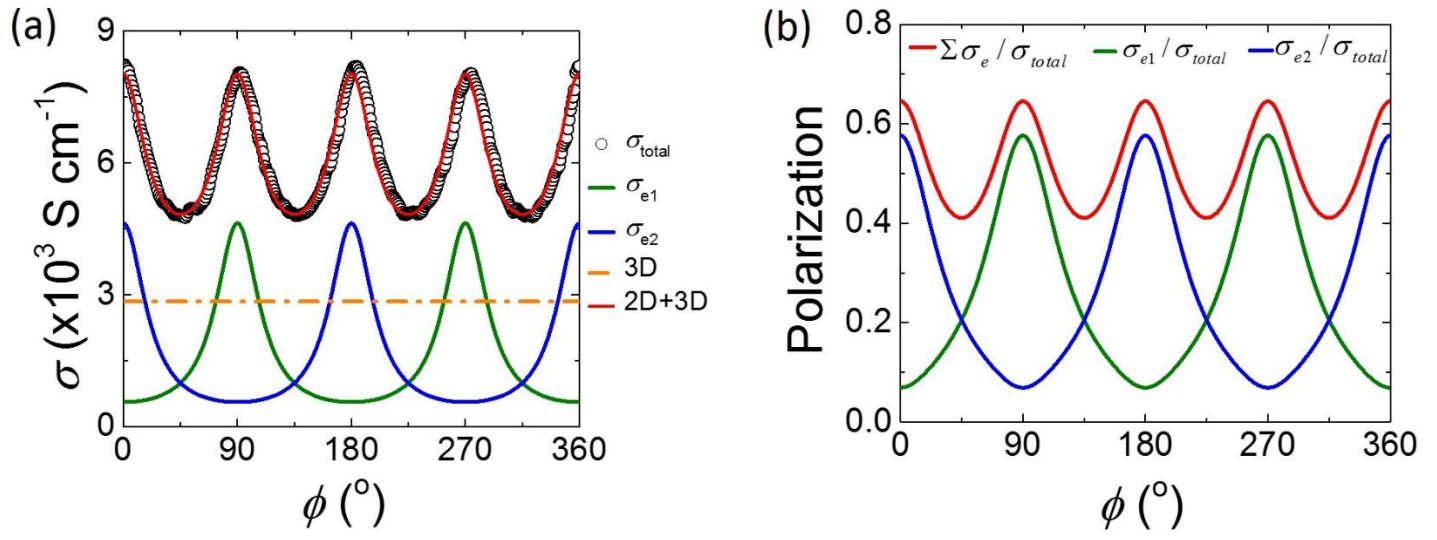 (a)
9
6
3
0
σ (x10³ S cm⁻¹)
0 90 180 270 360
ϕ (°)
σtotal
σe1
σe2
3D
2D+3D
(b)
0.8
0.6
0.4
0.2
0.0
Polarization
Σσe / σtotal σe1 / σtotal σe2 / σtotal
0 90 180 270 360
ϕ (°)